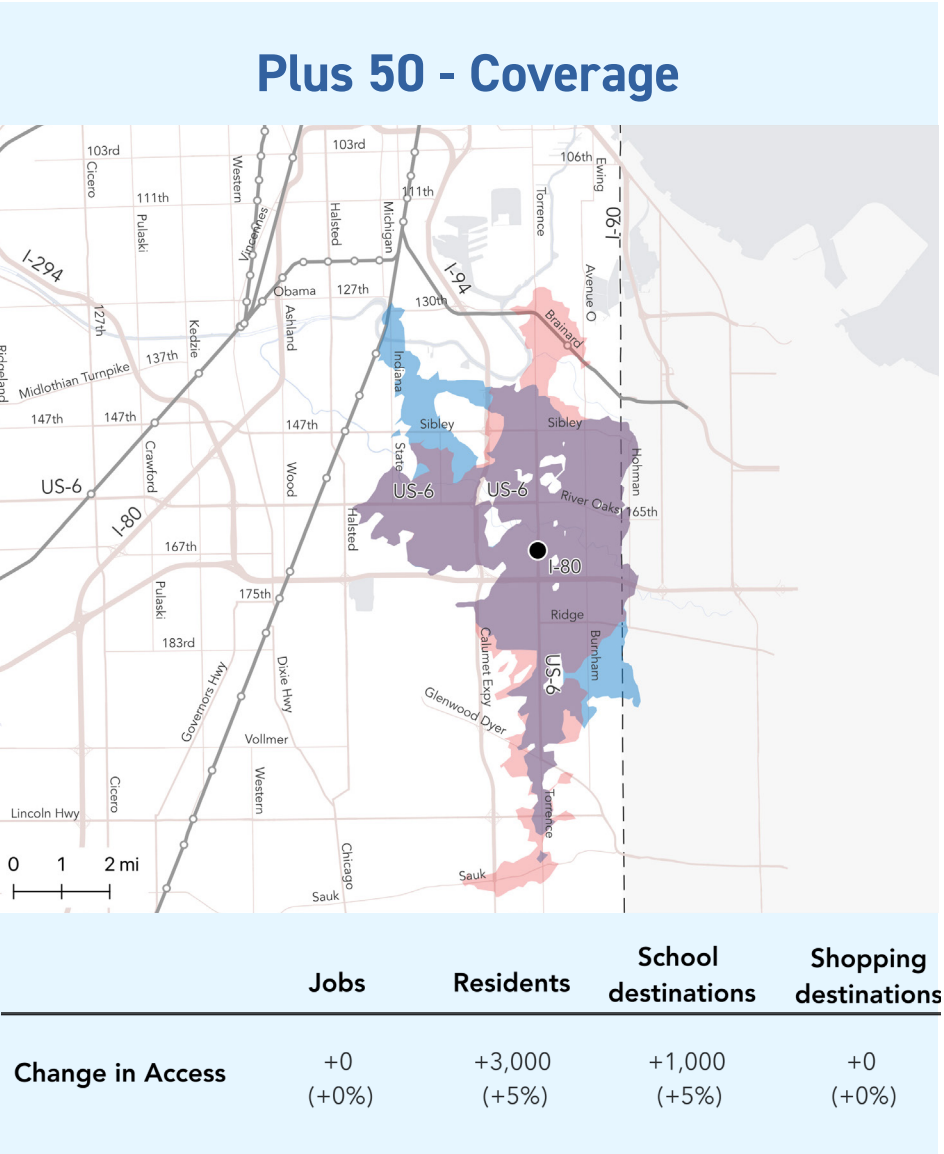 Plus 50 - Coverage
103rd
103rd
106th
Cicero
Western
Ewing
111th
111th
Pulaski
Halsted
Michigan
Torrence
I-90
Vincennes
I-294
I-94
Obama
127th
130th
Avenue O
127th
Kedzie
Ashland
Brainard
137th
Indiana
Ridgeland
Midlothian Turnpike
147th
147th
147th
Sibley
Sibley
Crawford
Wood
State
Hohman
US-6
US-6
US-6
River Oaks
165th
I-80
Halsted
167th
I-80
Pulaski
175th
Ridge
183rd
Calumet Expy
Burnham
US-6
Governors Hwy
Dixie Hwy
Glenwood Dyer
Vollmer
Cicero
Western
Torrence
Lincoln Hwy
0 1 2 mi
Chicago
Sauk
Sauk
Jobs
Residents
School
destinations
Shopping
destinations
Change in Access
+0
(+0%)
+3,000
(+5%)
+1,000
(+5%)
+0
(+0%)